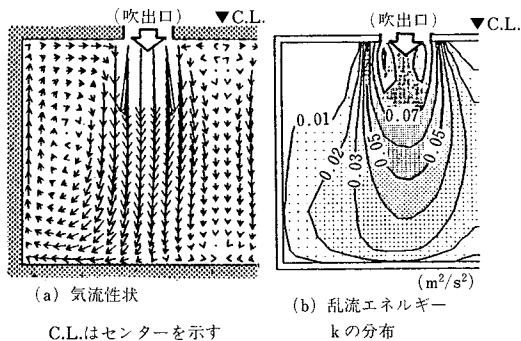 (吹出口) ▼C.L.
(吹出口) ▼C.L.
0.01
0.02
0.03
0.05
0.05
0.07
(m²/s²)
(a) 気流性状
(b) 乱流エネルギー
kの分布
C.L.はセンターを示す